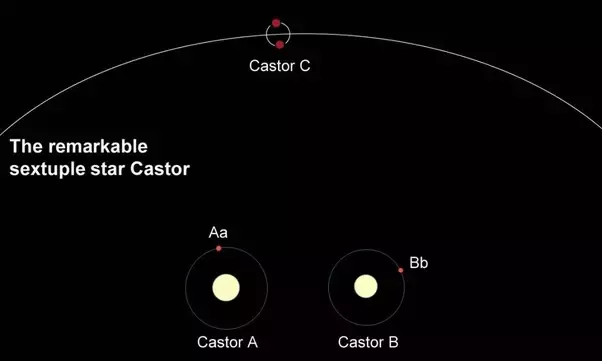 Castor C
The remarkable
sextuple star Castor
Aa
Bb
Castor A
Castor B